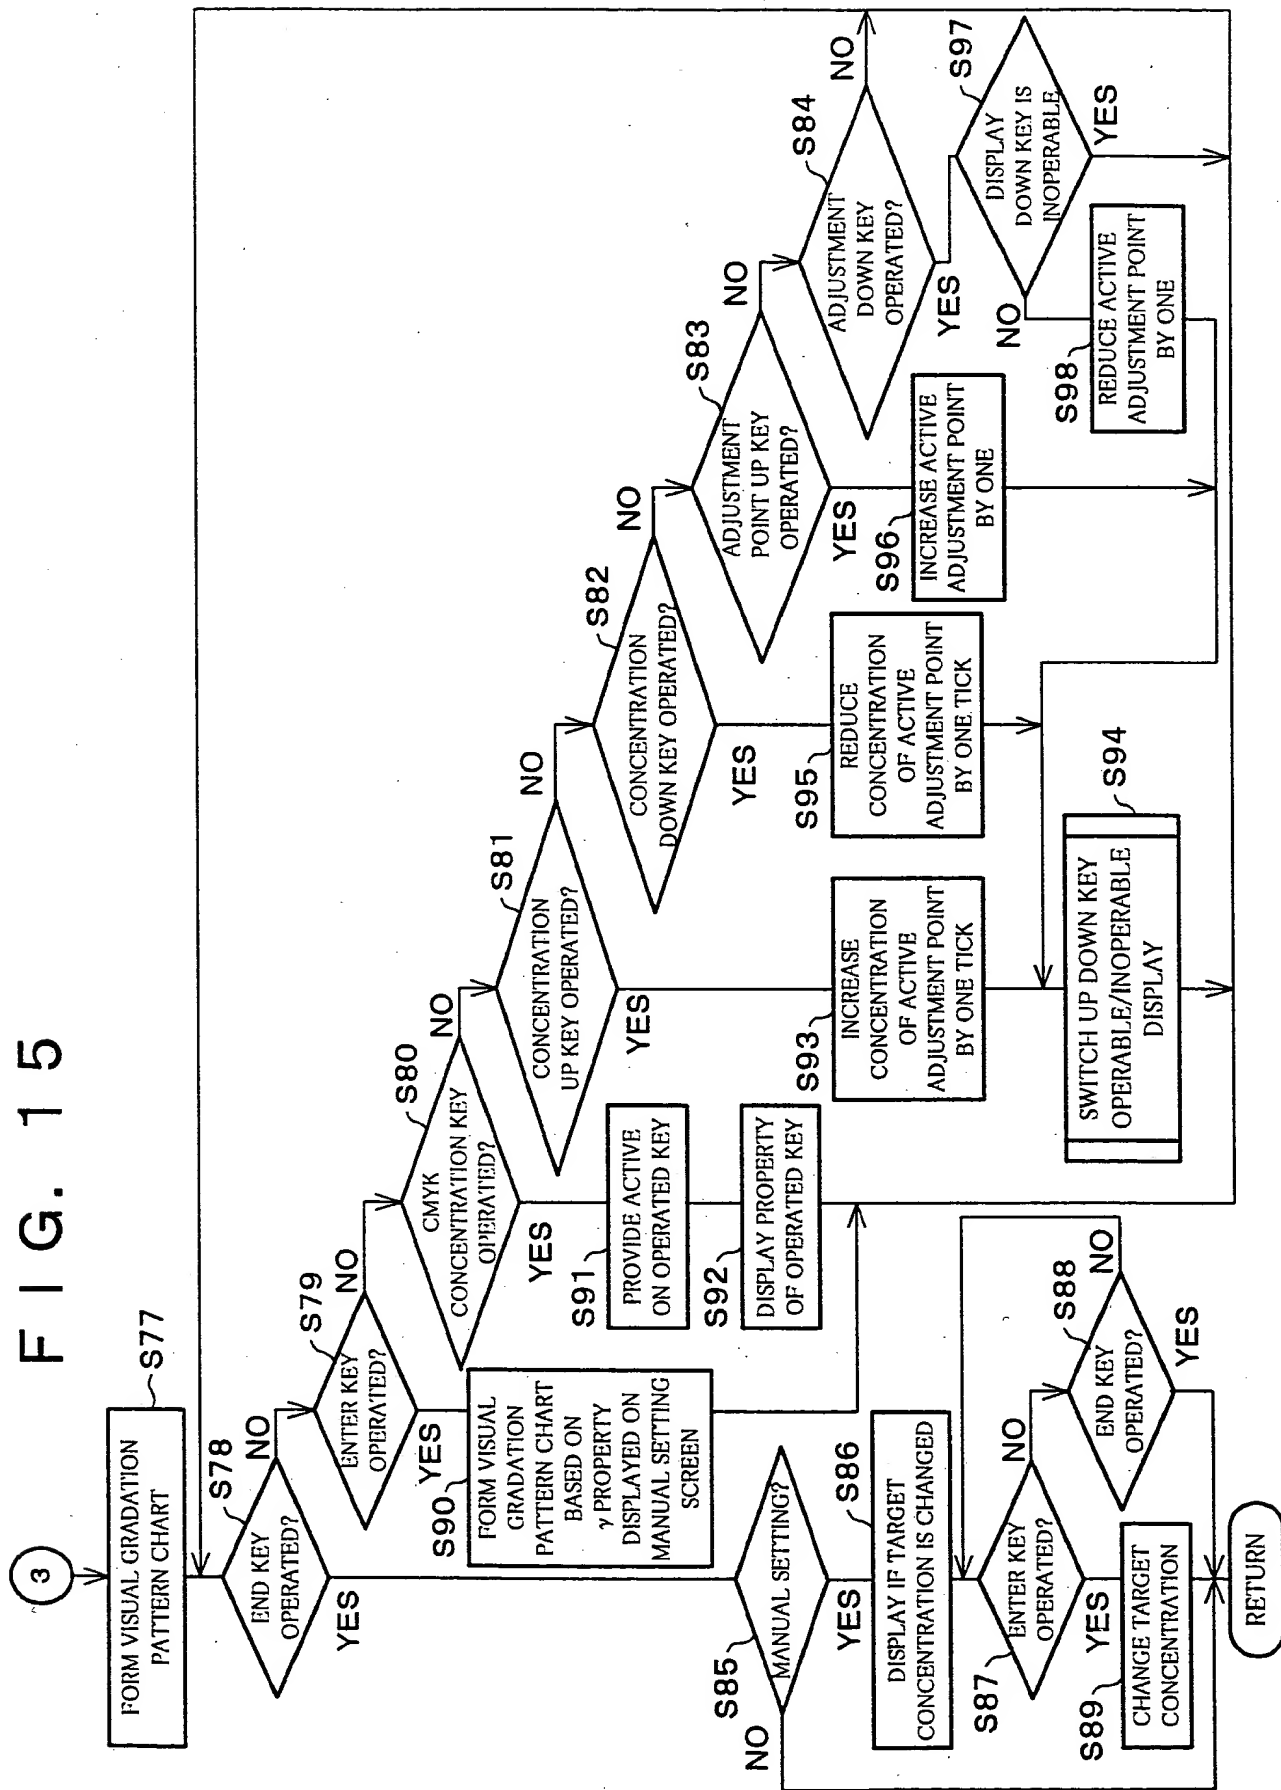 FIG. 15
3
FORM VISUAL GRADATION
PATTERN CHART
S77
END KEY
OPERATED?
S78
NO
YES
ENTER KEY
OPERATED?
S79
NO
YES
CMYK
CONCENTRATION KEY
OPERATED?
S80
NO
YES
CONCENTRATION
UP KEY OPERATED?
S81
NO
YES
CONCENTRATION
DOWN KEY OPERATED?
S82
NO
YES
ADJUSTMENT
POINT UP KEY
OPERATED?
S83
NO
YES
ADJUSTMENT
DOWN KEY
OPERATED?
S84
NO
YES
S90
FORM VISUAL
GRADATION
PATTERN CHART
BASED ON
γ PROPERTY
DISPLAYED ON
MANUAL SETTING
SCREEN
S91
PROVIDE ACTIVE
ON OPERATED KEY
S92
DISPLAY PROPERTY
OF OPERATED KEY
S93
INCREASE
CONCENTRATION
OF ACTIVE
ADJUSTMENT POINT
BY ONE TICK
S95
REDUCE
CONCENTRATION
OF ACTIVE
ADJUSTMENT POINT
BY ONE TICK
S96
INCREASE ACTIVE
ADJUSTMENT POINT
BY ONE
S97
DISPLAY
DOWN KEY IS
INOPERABLE
YES
NO
S98
REDUCE ACTIVE
ADJUSTMENT POINT
BY ONE
S94
SWITCH UP DOWN KEY
OPERABLE/INOPERABLE
DISPLAY
S85
MANUAL SETTING?
NO
YES
S86
DISPLAY IF TARGET
CONCENTRATION IS CHANGED
S87
ENTER KEY
OPERATED?
NO
YES
S88
END KEY
OPERATED?
NO
YES
S89
CHANGE TARGET
CONCENTRATION
RETURN